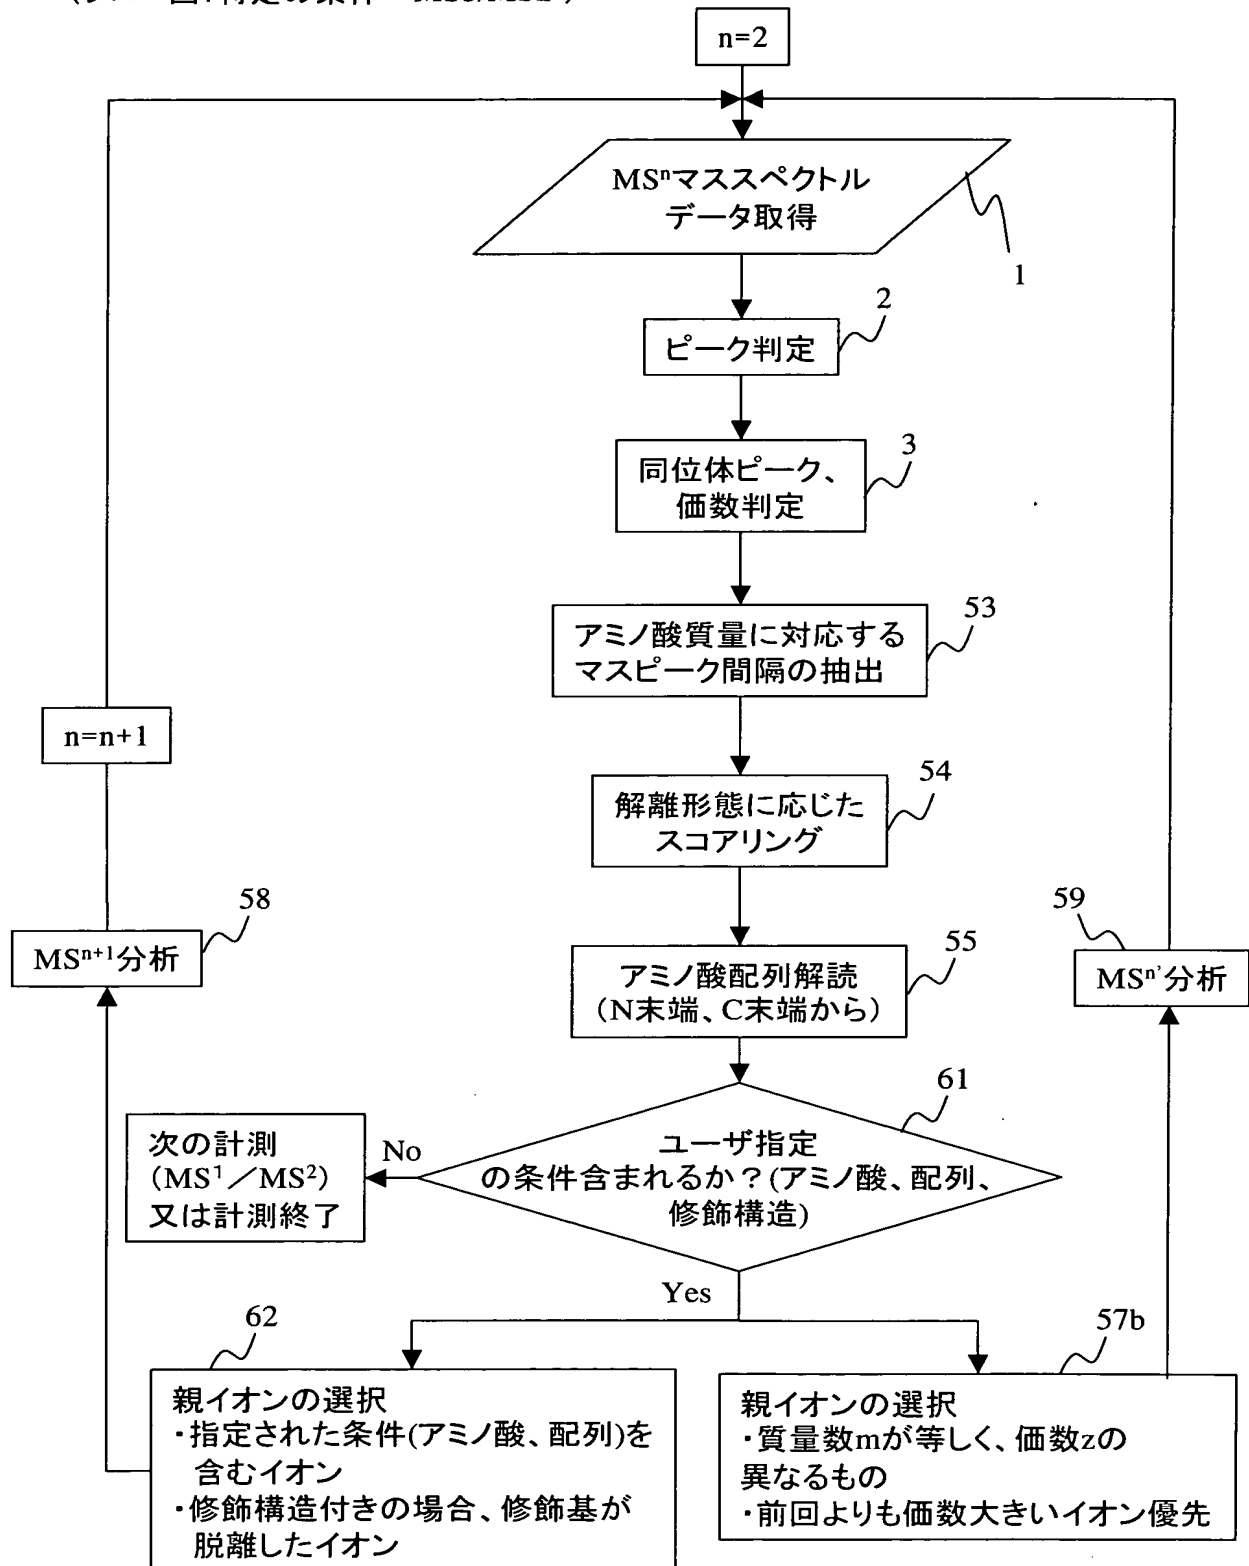 n=2
MSⁿマススペクトル
データ取得
1
2
ピーク判定
3
同位体ピーク、
価数判定
53
アミノ酸質量に対応する
マスピーク間隔の抽出
n=n+1
54
解離形態に応じた
スコアリング
58
MSⁿ⁺¹分析
59
MSⁿ'分析
55
アミノ酸配列解読
(N末端、C末端から)
61
ユーザ指定
の条件含まれるか?(アミノ酸、配列、
修飾構造)
No
次の計測
(MS¹/MS²)
又は計測終了
Yes
62
親イオンの選択
・指定された条件(アミノ酸、配列)を
含むイオン
・修飾構造付きの場合、修飾基が
脱離したイオン
57b
親イオンの選択
・質量数mが等しく、価数zの
異なるもの
・前回よりも価数大きいイオン優先